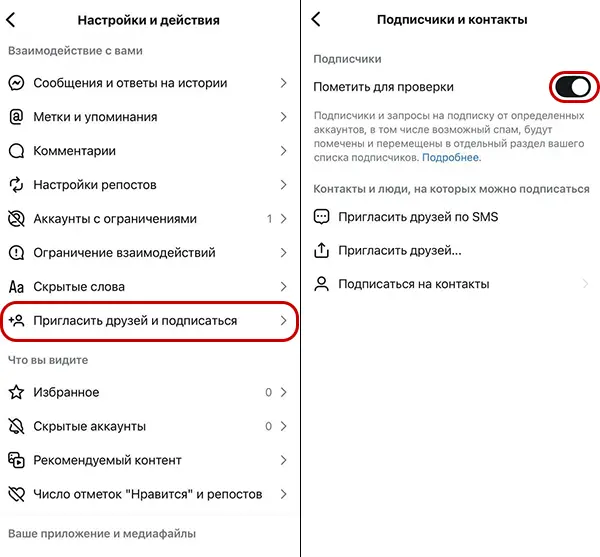 Настройки и действия
Взаимодействие с вами
Сообщения и ответы на истории
Метки и упоминания
Комментарии
Настройки репостов
Аккаунты с ограничениями 1
Ограничение взаимодействий
Аа Скрытые слова
Пригласить друзей и подписаться
Что вы видите
Избранное 0
Скрытые аккаунты 0
Рекомендуемый контент
Число отметок "Нравится" и репостов
Ваше приложение и медиафайлы
Подписчики и контакты
Подписчики
Пометить для проверки
Подписчики и запросы на подписку от определенных
аккаунтов, в том числе возможный спам, будут
помечены и перемещены в отдельный раздел вашего
списка подписчиков. Подробнее.
Контакты и люди, на которых можно подписаться
Пригласить друзей по SMS
Пригласить друзей...
Подписаться на контакты